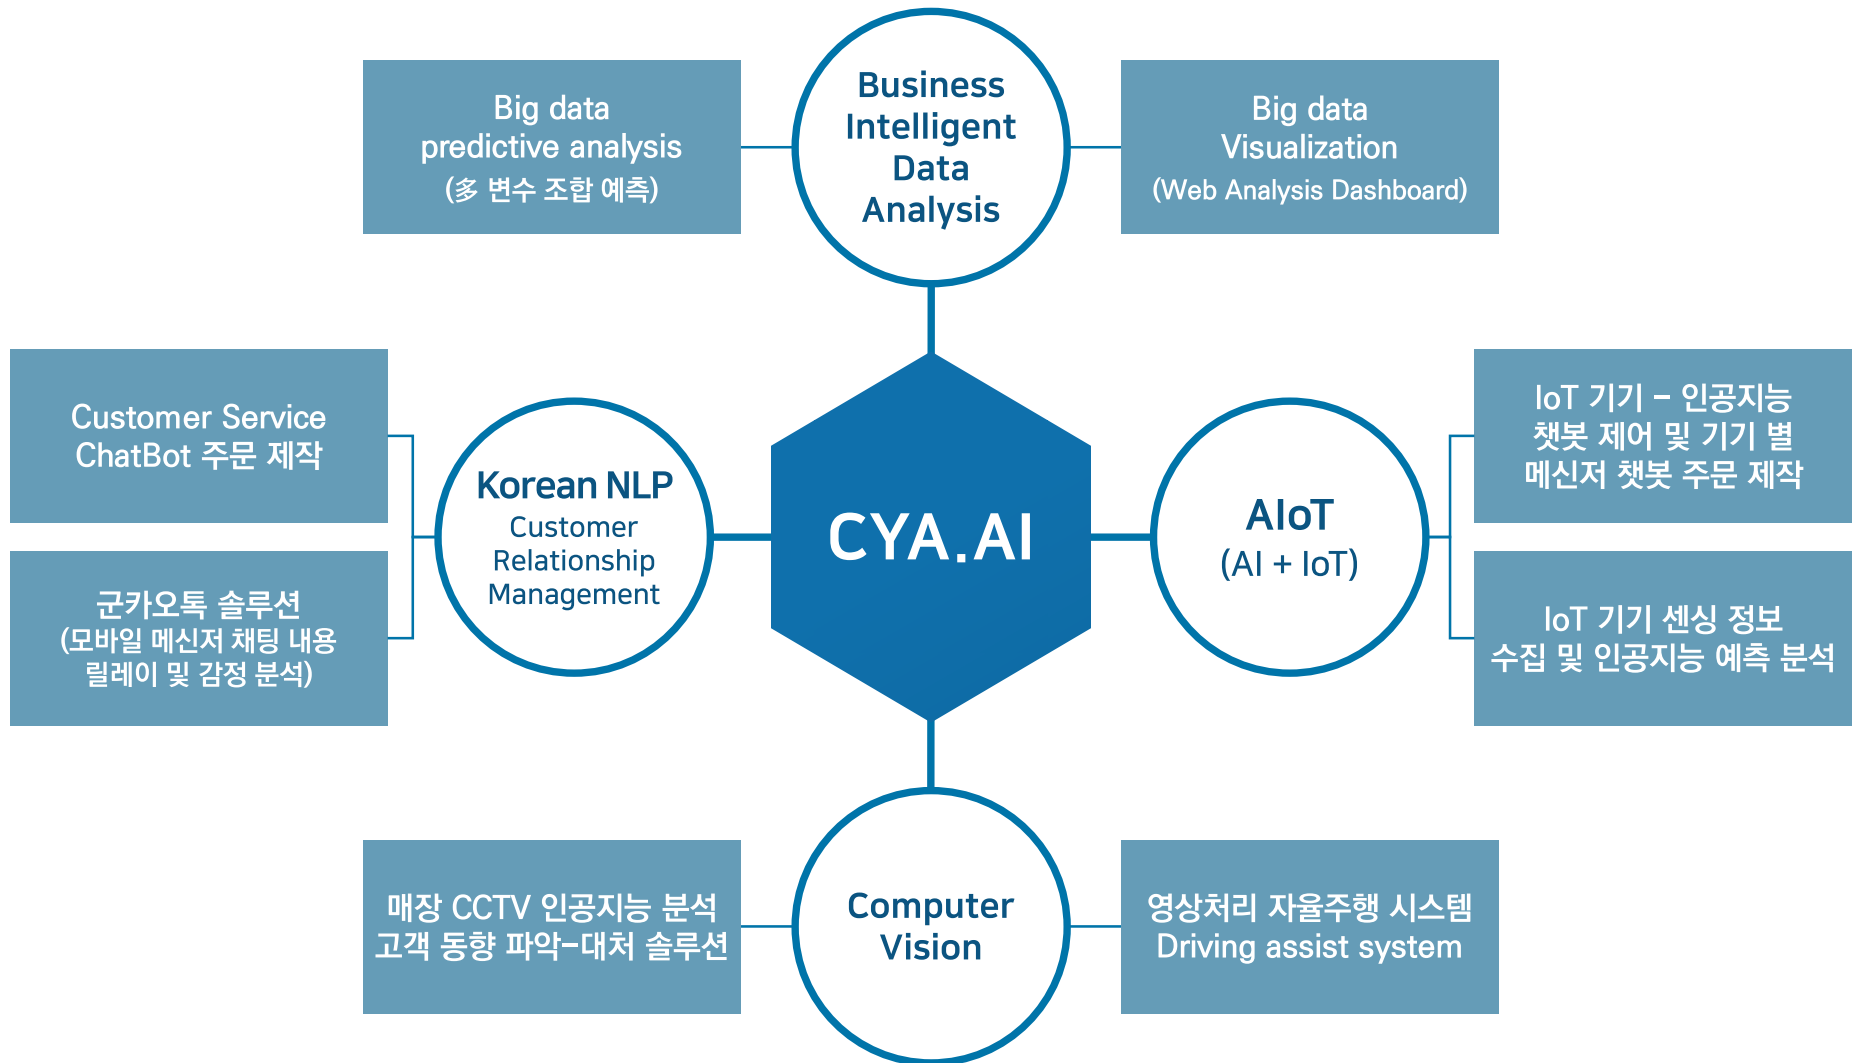 Big data
predictive analysis
(多 변수 조합 예측)
Business
Intelligent
Data
Analysis
Big data
Visualization
(Web Analysis Dashboard)
Customer Service
ChatBot 주문 제작
군카오톡 솔루션
(모바일 메신저 채팅 내용
릴레이 및 감정 분석)
Korean NLP
Customer
Relationship
Management
CYA.AI
AIoT
(AI + IoT)
IoT 기기 - 인공지능
챗봇 제어 및 기기 별
메신저 챗봇 주문 제작
IoT 기기 센싱 정보
수집 및 인공지능 예측 분석
매장 CCTV 인공지능 분석
고객 동향 파악-대처 솔루션
Computer
Vision
영상처리 자율주행 시스템
Driving assist system